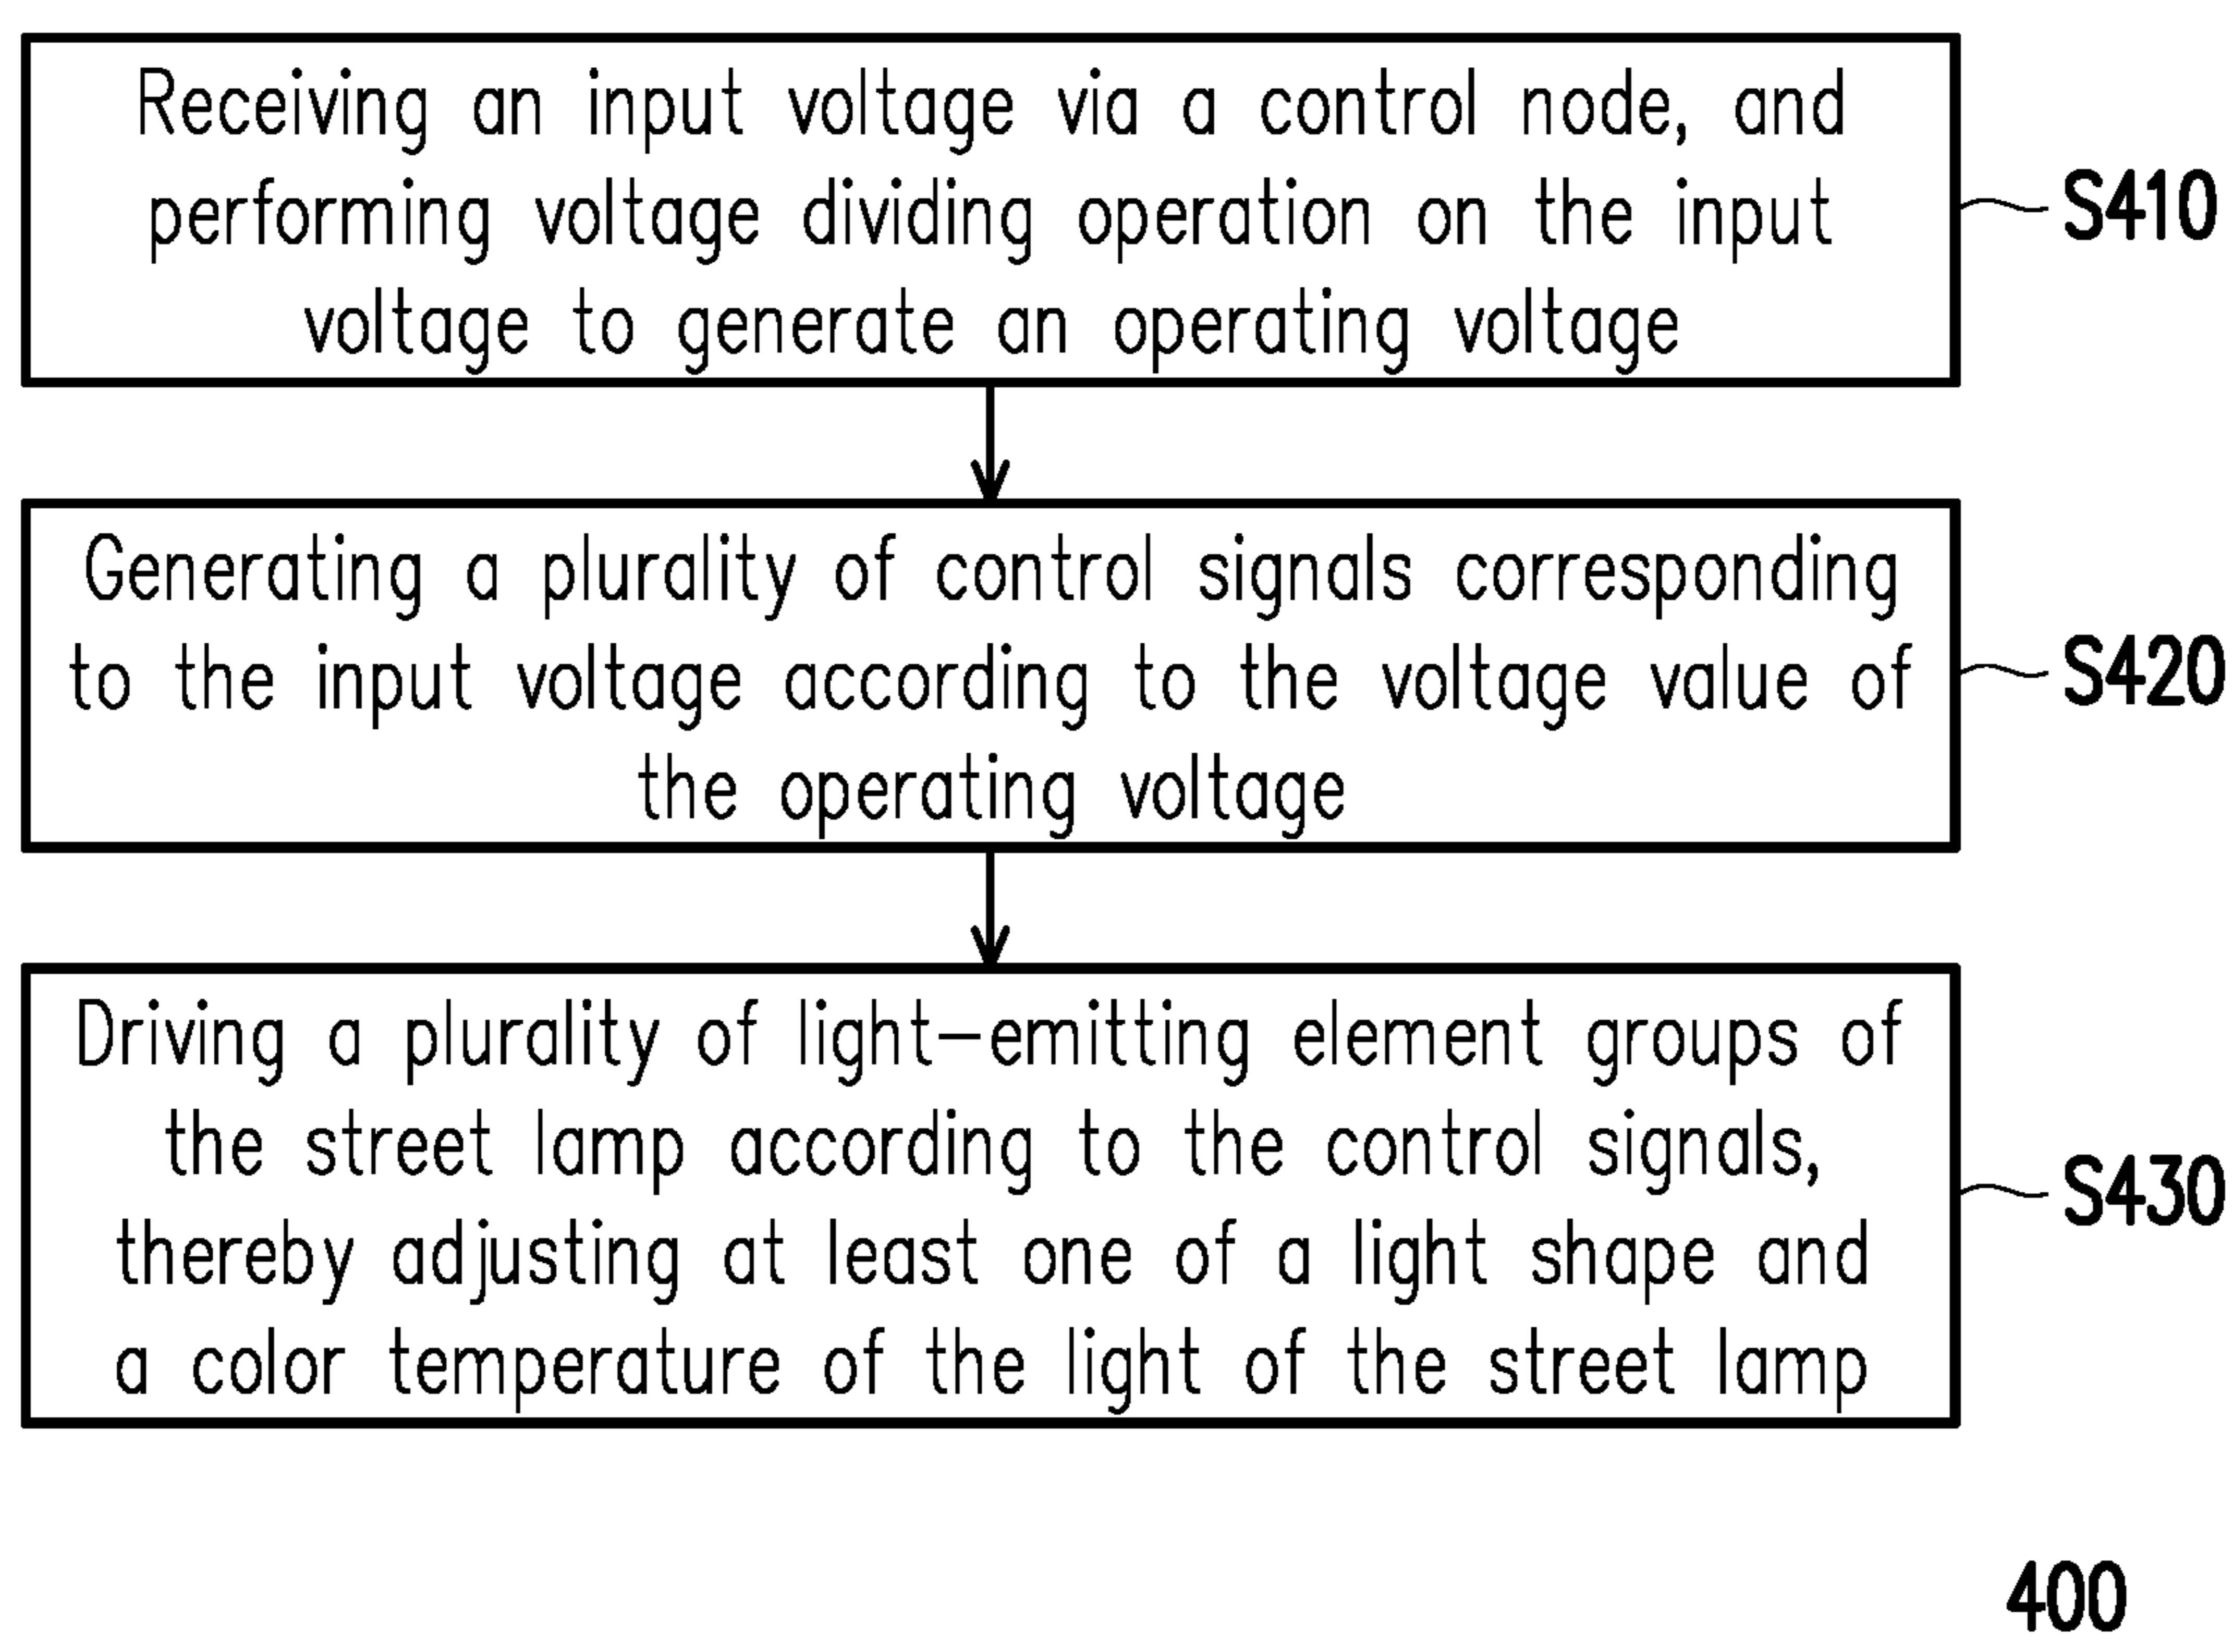 Receiving an input voltage via a control node, and
performing voltage dividing operation on the input
voltage to generate an operating voltage
S410
Generating a plurality of control signals corresponding
to the input voltage according to the voltage value of
the operating voltage
S420
Driving a plurality of light-emitting element groups of
the street lamp according to the control signals,
thereby adjusting at least one of a light shape and
a color temperature of the light of the street lamp
S430
400